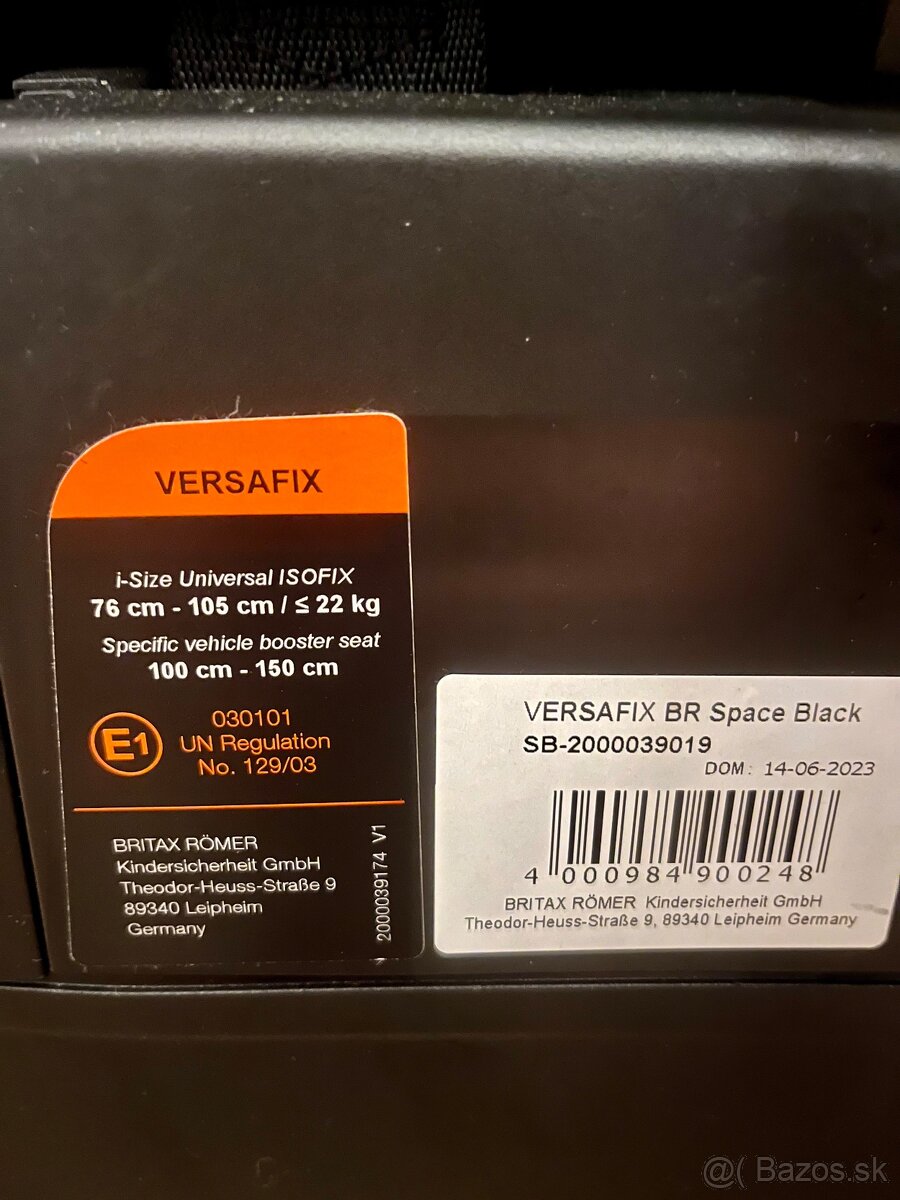 VERSAFIX
i-Size Universal ISOFIX
76 cm - 105 cm / ≤ 22 kg
Specific vehicle booster seat
100 cm - 150 cm
E1
030101
UN Regulation
No. 129/03
BRITAX RÖMER
Kindersicherheit GmbH
Theodor-Heuss-Straße 9
89340 Leipheim
Germany
2000039174 V1
VERSAFIX BR Space Black
SB-2000039019
DOM: 14-06-2023
4 000984 900248
BRITAX RÖMER Kindersicherheit GmbH
Theodor-Heuss-Straße 9, 89340 Leipheim Germany
@( Bazos.sk